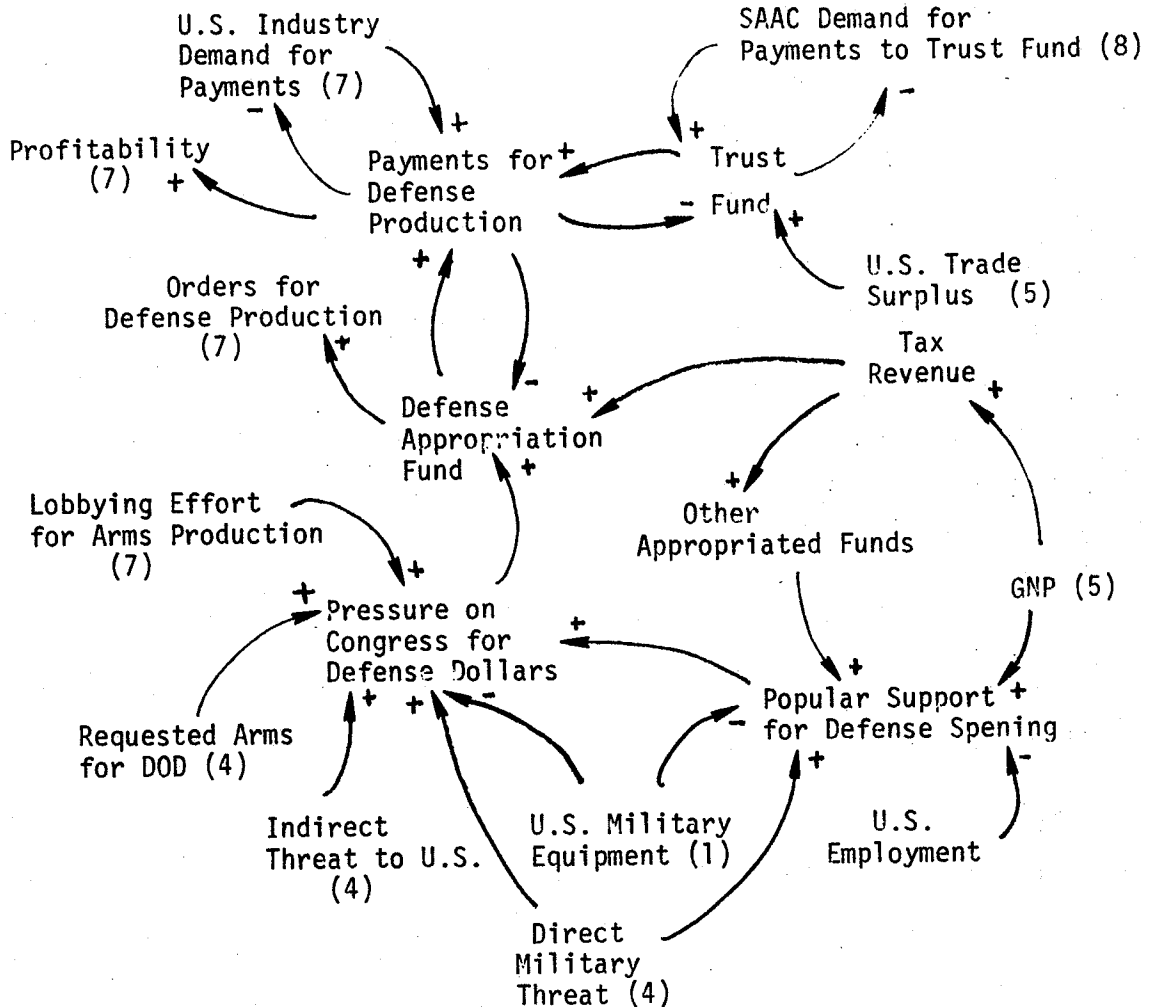 U.S. Industry
Demand for
Payments (7)
-
+
SAAC Demand for
Payments to Trust Fund (8)
-
+
Profitability
(7) +
Payments for +
Defense
Production
+
Trust
- Fund
+
U.S. Trade
Surplus (5)
Orders for
Defense Production
(7)
+
Tax
Revenue
+
-
+
Defense
Appropriation
Fund
+
+
Other
Appropriated Funds
Lobbying Effort
for Arms Production
(7)
+
GNP (5)
+
Pressure on
Congress for
Defense Dollars
+
+
+
-
+
+
Popular Support
for Defense Spening
-
+
-
Requested Arms
for DOD (4)
Indirect
Threat to U.S.
(4)
U.S. Military
Equipment (1)
U.S.
Employment
Direct
Military
Threat (4)